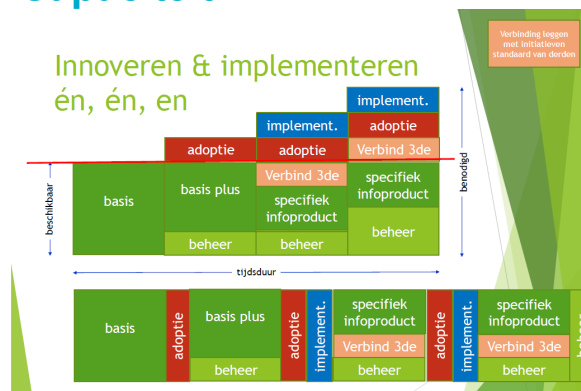 Verbinding leggen
met initiatieven
standaard van derden
Innoveren & implementeren
én, én, en
implement.
implement.
adoptie
adoptie
adoptie
Verbind 3de
basis
basis plus
Verbind 3de
specifiek
infoproduct
specifiek
infoproduct
beheer
beheer
beheer
beschikbaar
benodigd
tijdsduur
basis
adoptie
basis plus
beheer
adoptie
implement.
specifiek
infoproduct
Verbind 3de
beheer
adoptie
implement.
specifiek
infoproduct
Verbind 3de
beheer